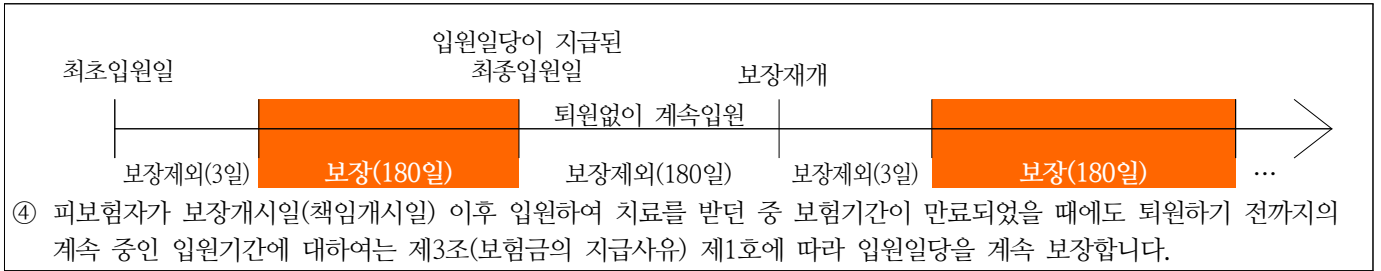 입원일당이 지급된
최초입원일 최종입원일 보장재개
퇴원없이 계속입원
보장제외(3일) 보장(180일) 보장제외(180일) 보장제외(3일) 보장(180일) …
④ 피보험자가 보장개시일(책임개시일) 이후 입원하여 치료를 받던 중 보험기간이 만료되었을 때에도 퇴원하기 전까지의
계속 중인 입원기간에 대하여는 제3조(보험금의 지급사유) 제1호에 따라 입원일당을 계속 보장합니다.